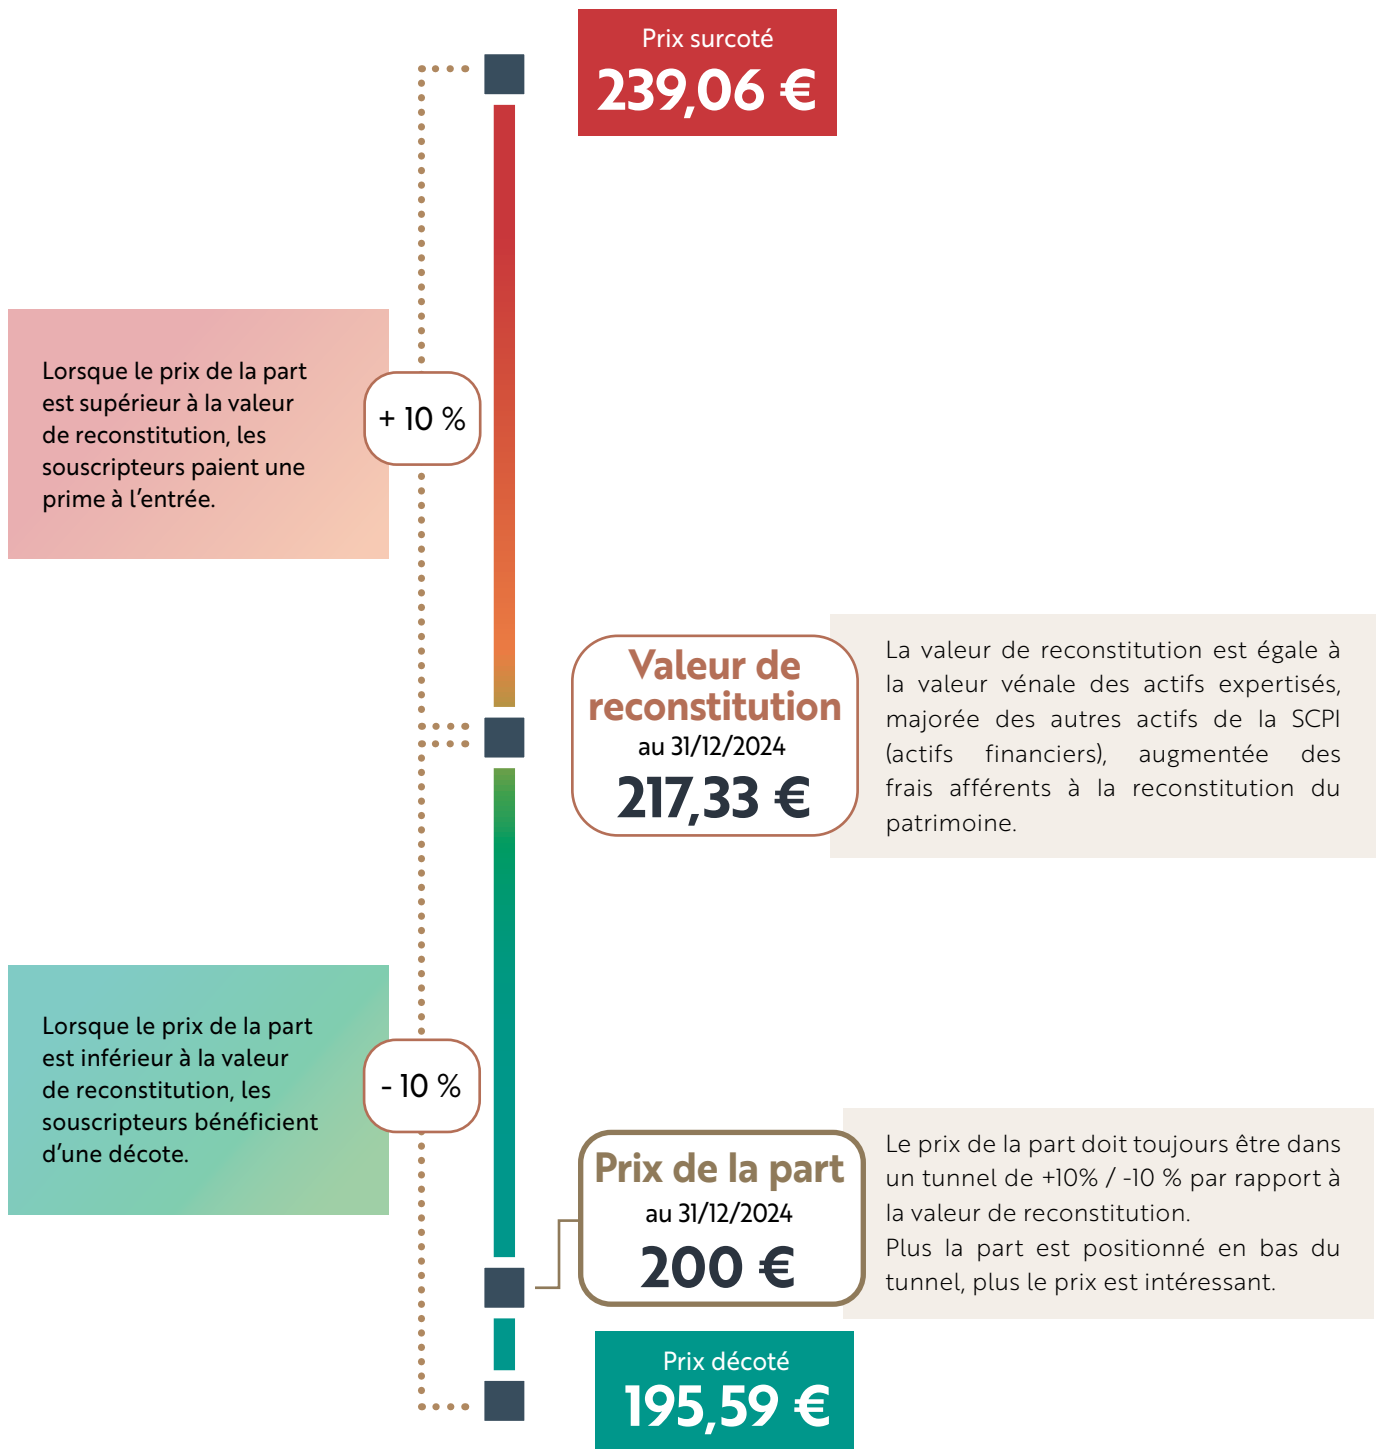 Prix surcoté
239,06 €
Lorsque le prix de la part
est supérieur à la valeur
de reconstitution, les
souscripteurs paient une
prime à l’entrée.
+ 10 %
Valeur de
reconstitution
au 31/12/2024
217,33 €
La valeur de reconstitution est égale à
la valeur vénale des actifs expertisés,
majorée des autres actifs de la SCPI
(actifs financiers), augmentée des
frais afférents à la reconstitution du
patrimoine.
Lorsque le prix de la part
est inférieur à la valeur
de reconstitution, les
souscripteurs bénéficient
d’une décote.
- 10 %
Prix de la part
au 31/12/2024
200 €
Le prix de la part doit toujours être dans
un tunnel de +10% / -10 % par rapport à
la valeur de reconstitution.
Plus la part est positionné en bas du
tunnel, plus le prix est intéressant.
Prix décoté
195,59 €